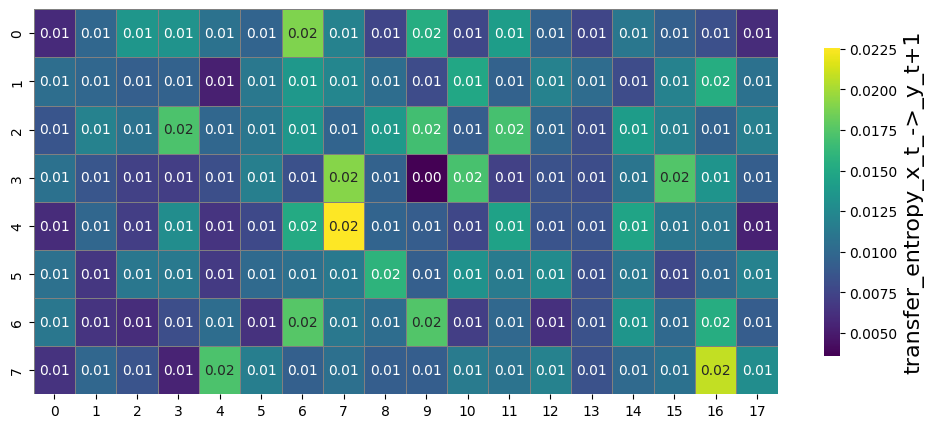 0 0.01 0.01 0.01 0.01 0.01 0.01 0.02 0.01 0.01 0.02 0.01 0.01 0.01 0.01 0.01 0.01 0.01 0.01
1 0.01 0.01 0.01 0.01 0.01 0.01 0.01 0.01 0.01 0.01 0.01 0.01 0.01 0.01 0.01 0.01 0.02 0.01
2 0.01 0.01 0.01 0.02 0.01 0.01 0.01 0.01 0.01 0.02 0.01 0.02 0.01 0.01 0.01 0.01 0.01 0.01
3 0.01 0.01 0.01 0.01 0.01 0.01 0.01 0.02 0.01 0.00 0.02 0.01 0.01 0.01 0.01 0.02 0.01 0.01
4 0.01 0.01 0.01 0.01 0.01 0.01 0.02 0.02 0.01 0.01 0.01 0.01 0.01 0.01 0.01 0.01 0.01 0.01
5 0.01 0.01 0.01 0.01 0.01 0.01 0.01 0.01 0.02 0.01 0.01 0.01 0.01 0.01 0.01 0.01 0.01 0.01
6 0.01 0.01 0.01 0.01 0.01 0.01 0.02 0.01 0.01 0.02 0.01 0.01 0.01 0.01 0.01 0.01 0.02 0.01
7 0.01 0.01 0.01 0.01 0.02 0.01 0.01 0.01 0.01 0.01 0.01 0.01 0.01 0.01 0.01 0.01 0.02 0.01
0 1 2 3 4 5 6 7 8 9 10 11 12 13 14 15 16 17
0.0225
0.0200
0.0175
0.0150
0.0125
0.0100
0.0075
0.0050
transfer_entropy_x_t_->_y_t+1